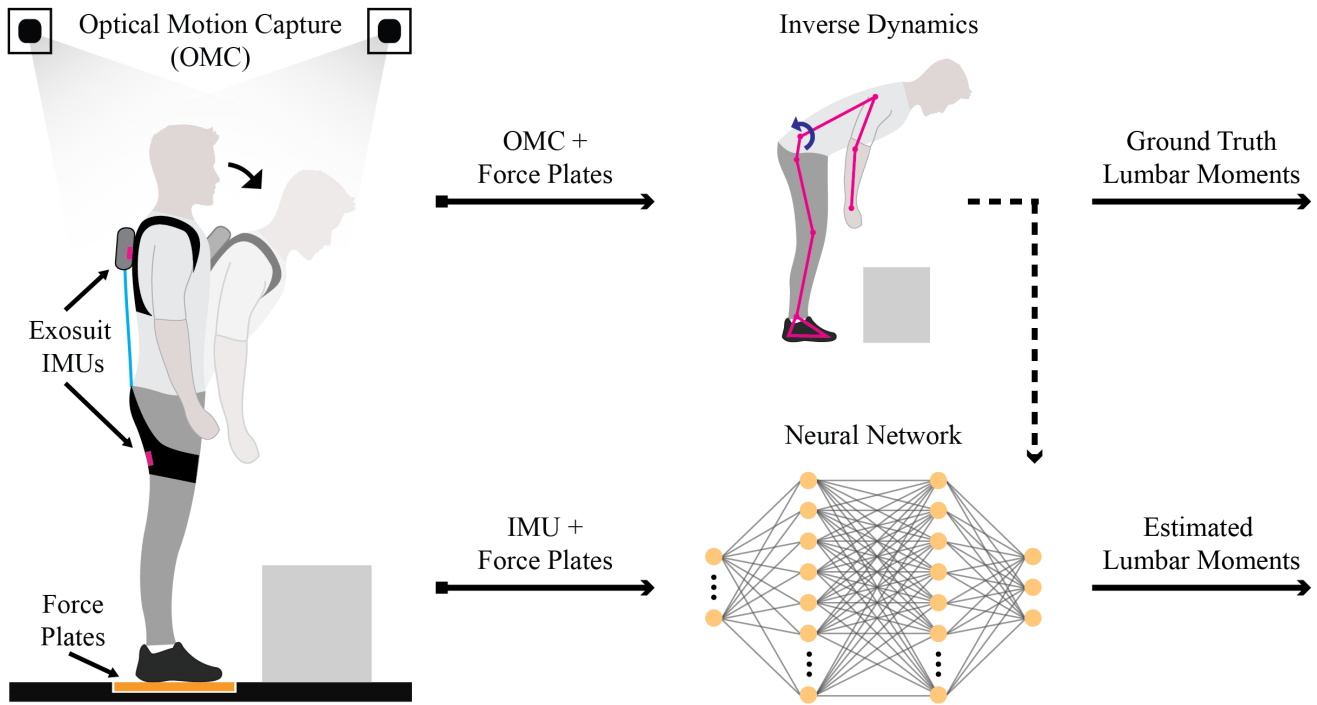 Optical Motion Capture
(OMC)
Exosuit
IMUs
Force
Plates
OMC +
Force Plates
Inverse Dynamics
Ground Truth
Lumbar Moments
IMU +
Force Plates
Neural Network
Estimated
Lumbar Moments